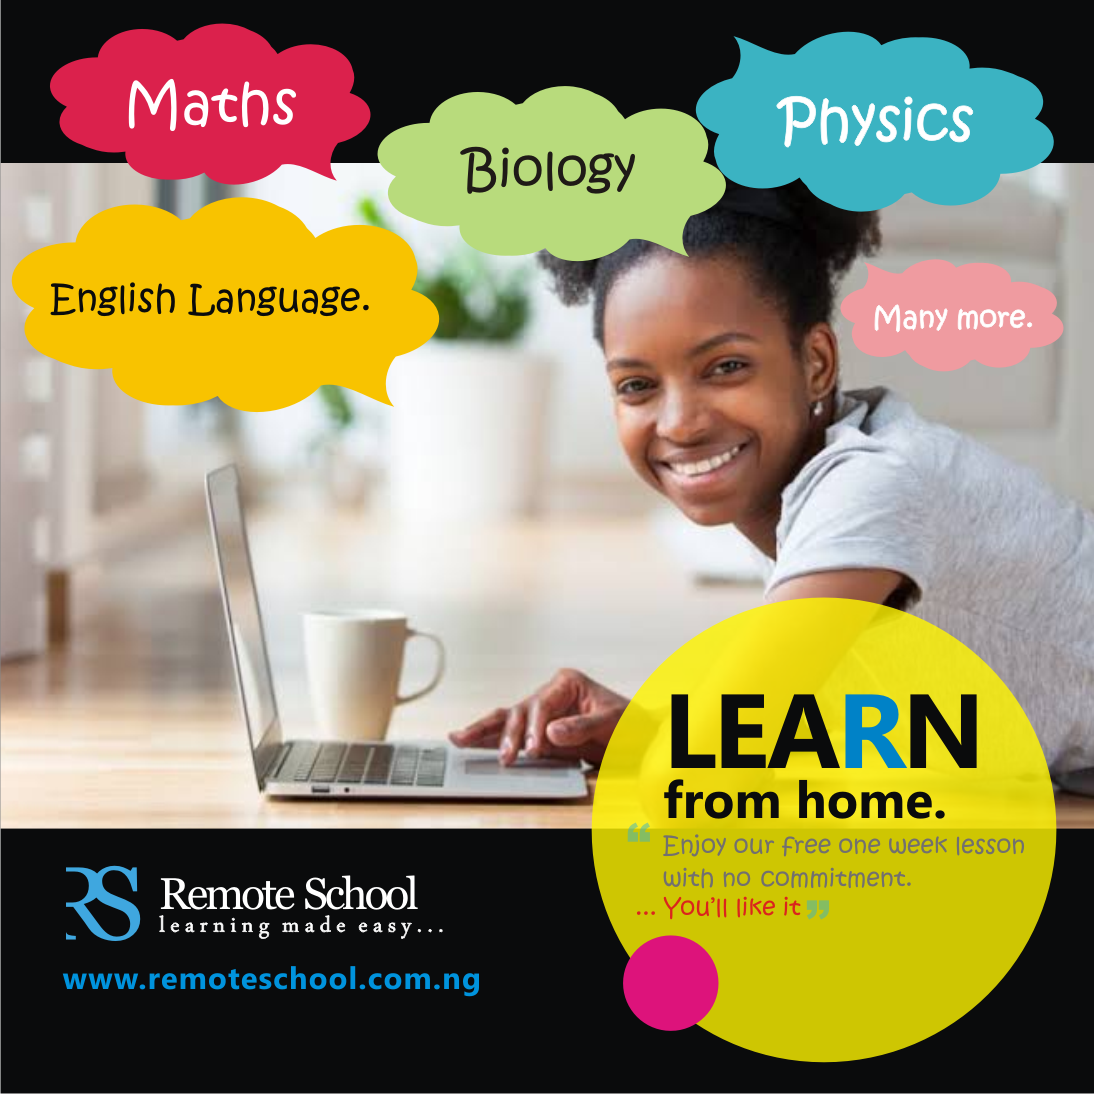 Maths
Biology
Physics
English Language.
Many more.
LEARN
from home.
“ Enjoy our free one week lesson
with no commitment.
... You'll like it ”
RS
Remote School
learning made easy...
www.remoteschool.com.ng